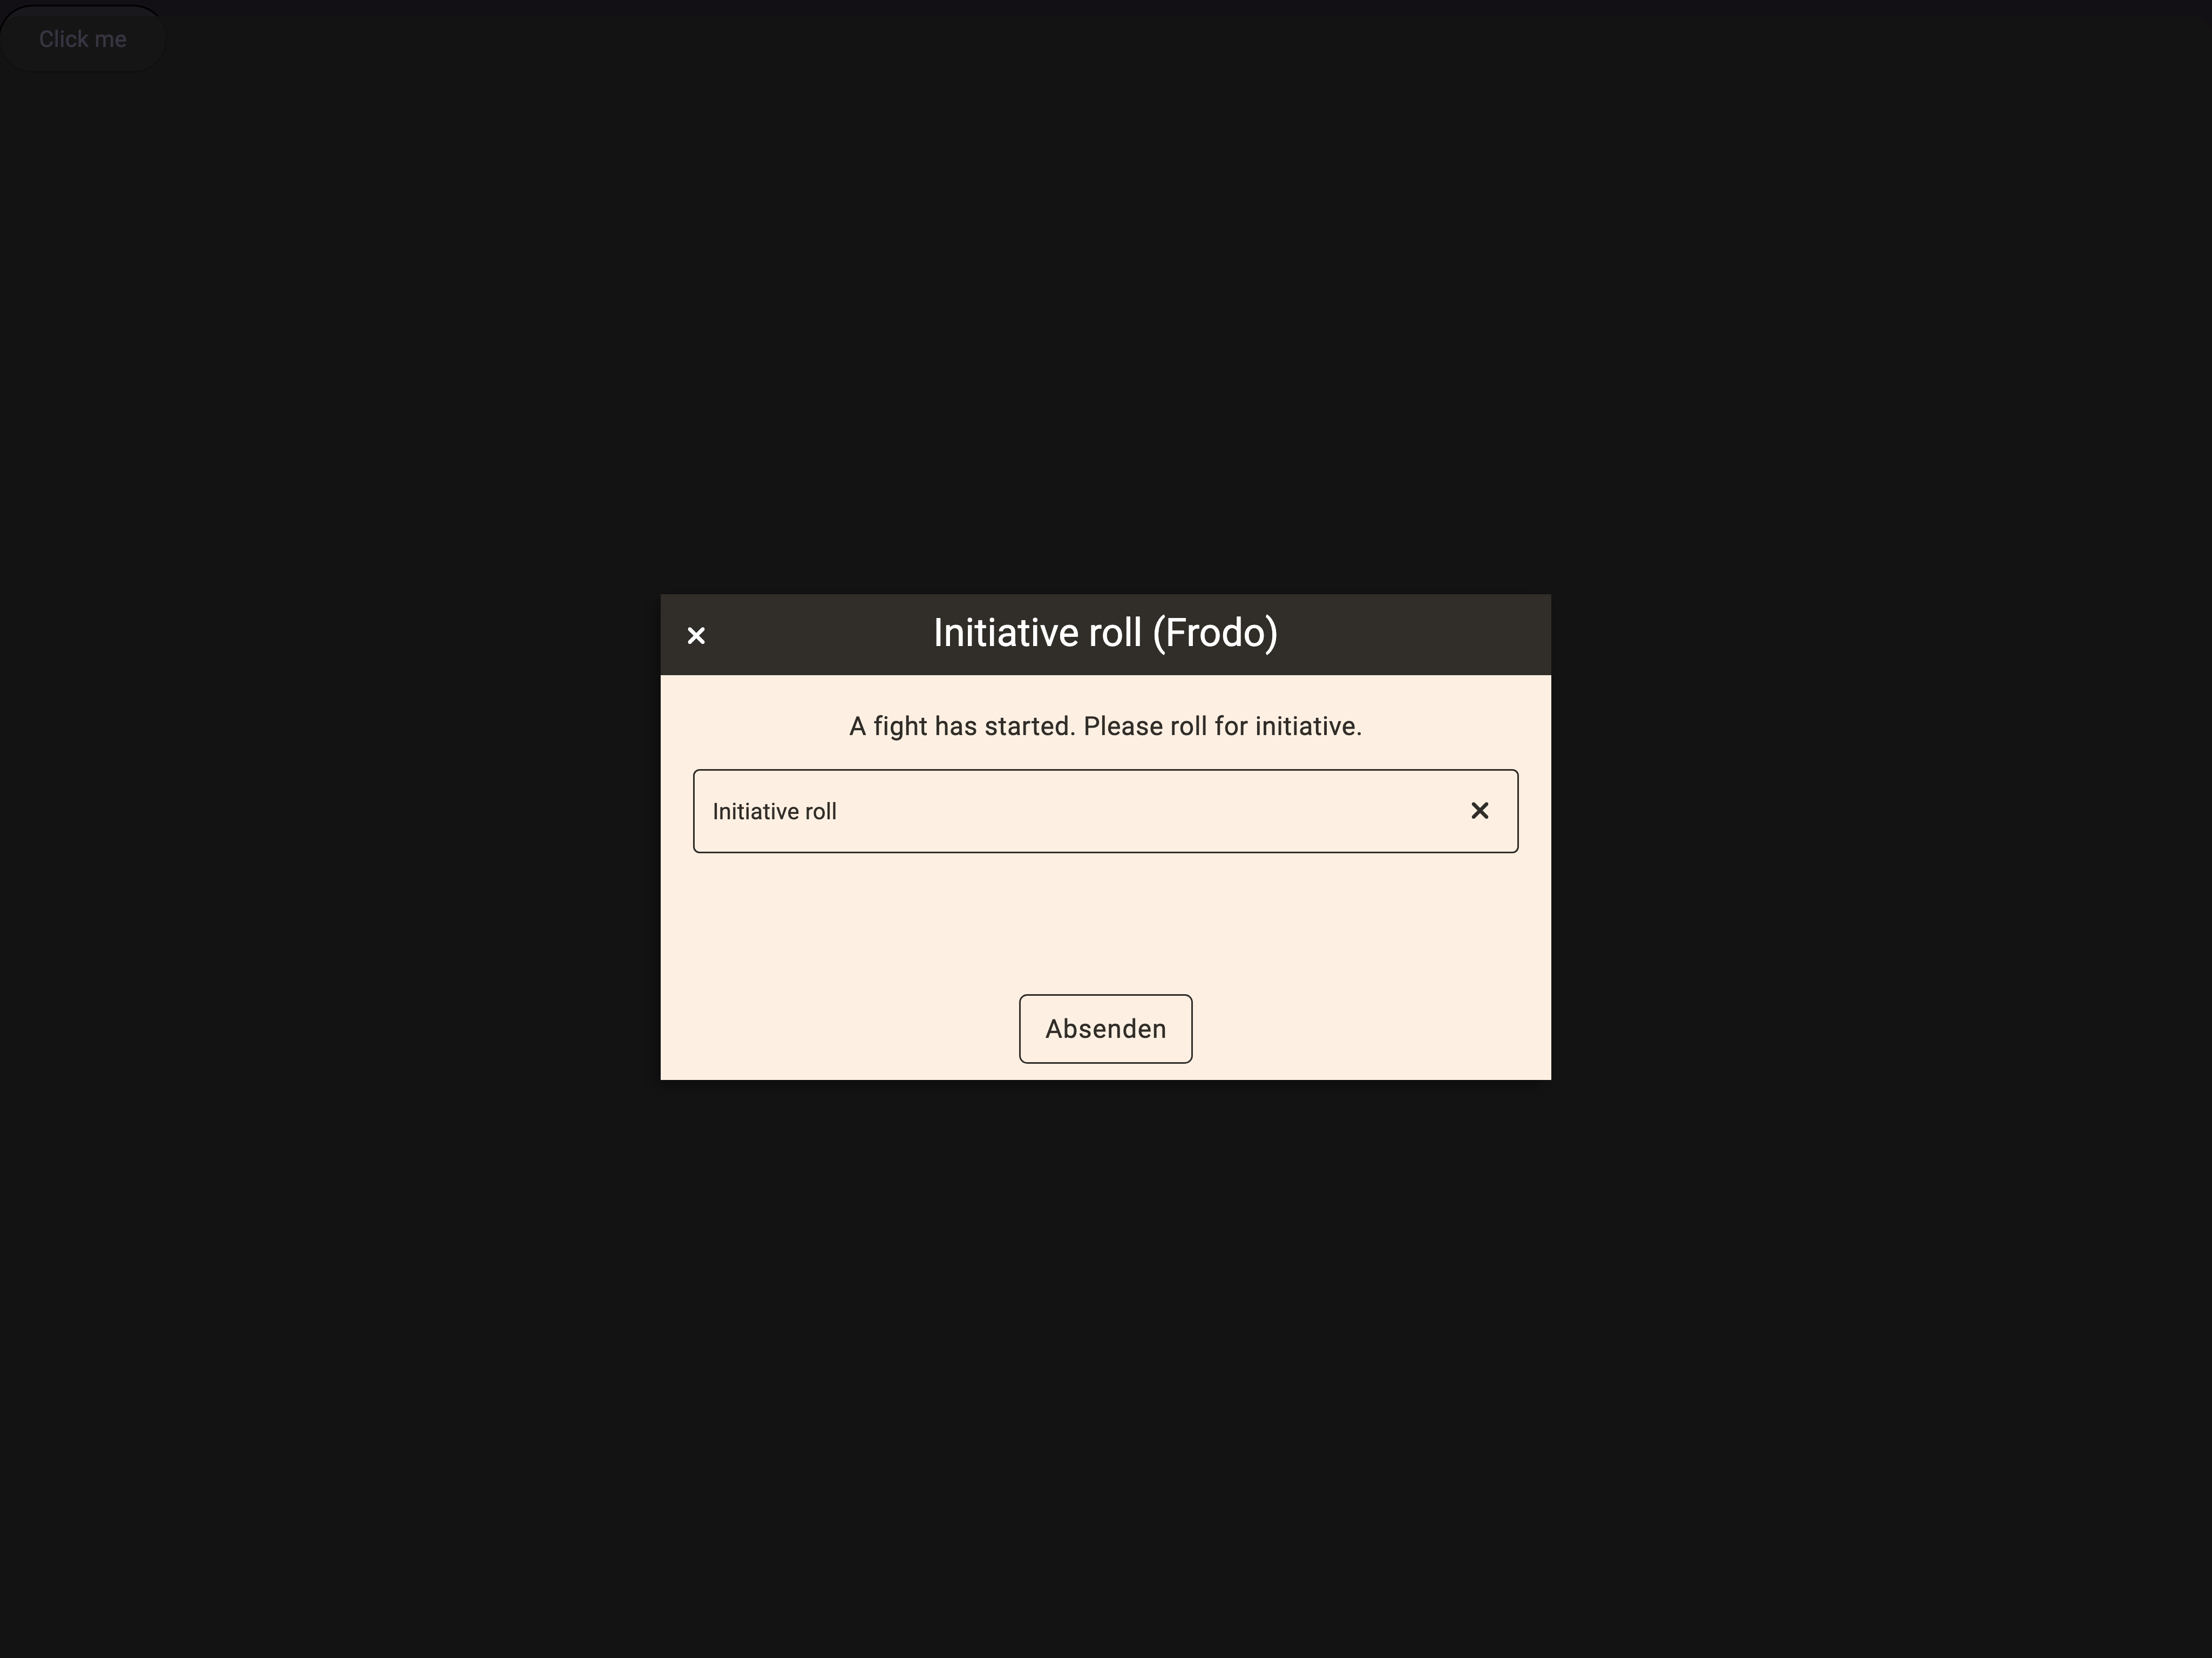 Click me
Initiative roll (Frodo)
A fight has started. Please roll for initiative.
Initiative roll
Absenden